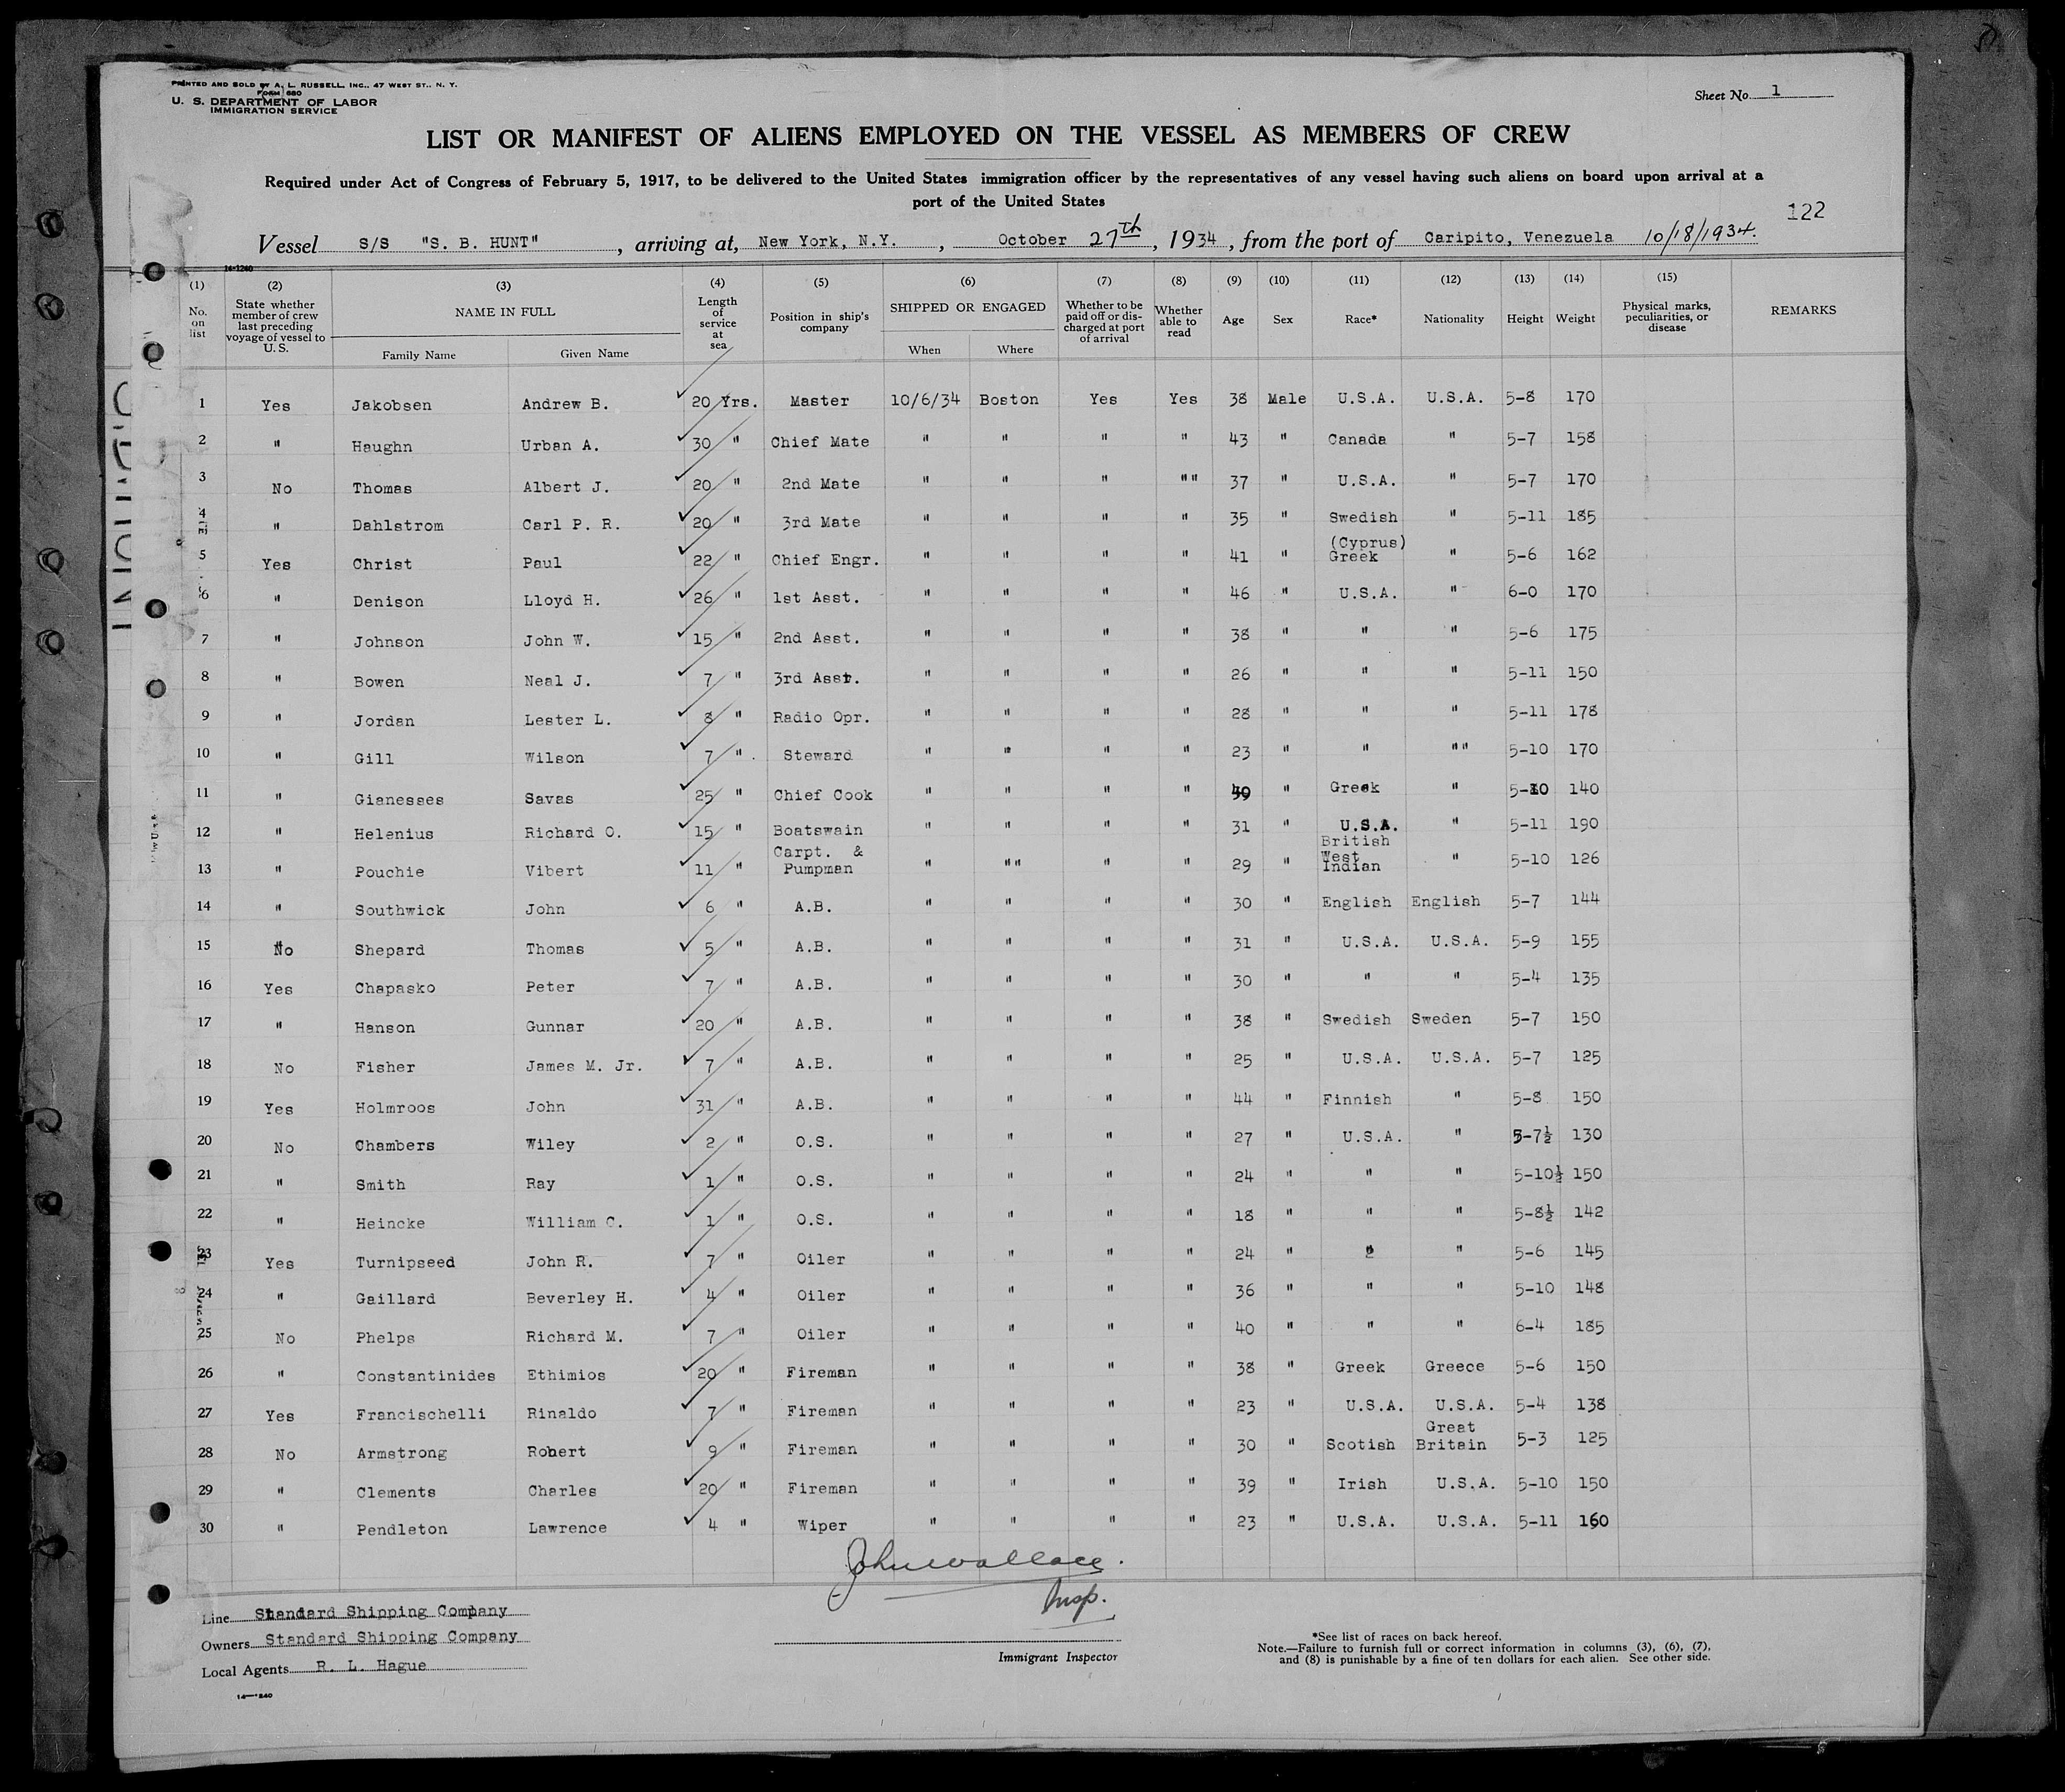 PRINTED AND SOLD BY A. L. RUSSELL, INC., 47 WEST ST., N. Y.
FORM 680
U. S. DEPARTMENT OF LABOR
IMMIGRATION SERVICE
Sheet No. 1
LIST OR MANIFEST OF ALIENS EMPLOYED ON THE VESSEL AS MEMBERS OF CREW
Required under Act of Congress of February 5, 1917, to be delivered to the United States immigration officer by the representatives of any vessel having such aliens on board upon arrival at a
port of the United States
122
Vessel S/S "S. B. HUNT", arriving at, New York, N.Y., October 27th, 1934, from the port of Caripito, Venezuela 10/18/1934.
14-1240
(1) (2) (3) (4) (5) (6) (7) (8) (9) (10) (11) (12) (13) (14) (15)
No. on list State whether member of crew last preceding voyage of vessel to U. S. NAME IN FULL Length of service at sea Position in ship's company SHIPPED OR ENGAGED Whether to be paid off or discharged at port of arrival Whether able to read Age Sex Race* Nationality Height Weight Physical marks, peculiarities, or disease REMARKS
Family Name Given Name When Where
1 Yes Jakobsen Andrew B. 20 Yrs. Master 10/6/34 Boston Yes Yes 38 Male U.S.A. U.S.A. 5-8 170
2 " Haughn Urban A. 30 " Chief Mate " " " " 43 " Canada " 5-7 158
3 No Thomas Albert J. 20 " 2nd Mate " " " "" 37 " U.S.A. " 5-7 170
4 " Dahlstrom Carl P. R. 20 " 3rd Mate " " " " 35 " Swedish " 5-11 185
5 Yes Christ Paul 22 " Chief Engr. " " " " 41 " (Cyprus) Greek " 5-6 162
6 " Denison Lloyd H. 26 " 1st Asst. " " " " 46 " U.S.A. " 6-0 170
7 " Johnson John W. 15 " 2nd Asst. " " " " 38 " " " 5-6 175
8 " Bowen Neal J. 7 " 3rd Asst. " " " " 26 " " " 5-11 150
9 " Jordan Lester L. 8 " Radio Opr. " " " " 28 " " " 5-11 178
10 " Gill Wilson 7 " Steward " " " " 23 " " "" 5-10 170
11 " Gianesses Savas 25 " Chief Cook " " " " " Greek " 5-10 140
12 " Helenius Richard O. 15 " Boatswain " " " " 31 " U.S.A. " 5-11 190
13 " Pouchie Vibert 11 " Carpt. & Pumpman " "" " " 29 " British West Indian " 5-10 126
14 " Southwick John 6 " A.B. " " " " 30 " English English 5-7 144
15 No Shepard Thomas 5 " A.B. " " " " 31 " U.S.A. U.S.A. 5-9 155
16 Yes Chapasko Peter 7 " A.B. " " " " 30 " " " 5-4 135
17 " Hanson Gunnar 20 " A.B. " " " " 38 " Swedish Sweden 5-7 150
18 No Fisher James M. Jr. 7 " A.B. " " " " 25 " U.S.A. U.S.A. 5-7 125
19 Yes Holmroos John 31 " A.B. " " " " 44 " Finnish " 5-8 150
20 No Chambers Wiley 2 " O.S. " " " " 27 " U.S.A. " 5-7½ 130
21 " Smith Ray 1 " O.S. " " " " 24 " " " 5-10½ 150
22 " Heincke William C. 1 " O.S. " " " " 18 " " " 5-8½ 142
23 Yes Turnipseed John R. 7 " Oiler " " " " 24 " " " 5-6 145
24 " Gaillard Beverley H. 4 " Oiler " " " " 36 " " " 5-10 148
25 No Phelps Richard M. 7 " Oiler " " " " 40 " " " 6-4 185
26 " Constantinides Ethimios 20 " Fireman " " " " 38 " Greek Greece 5-6 150
27 Yes Francischelli Rinaldo 7 " Fireman " " " " 23 " U.S.A. U.S.A. 5-4 138
28 No Armstrong Robert 9 " Fireman " " " " 30 " Scotish Great Britain 5-3 125
29 " Clements Charles 20 " Fireman " " " " 39 " Irish U.S.A. 5-10 150
30 " Pendleton Lawrence 4 " Wiper " " " " 23 " U.S.A. U.S.A. 5-11 160
John Wallace.
Insp.
Line Standard Shipping Company
Owners Standard Shipping Company
Local Agents R. L. Hague
Immigrant Inspector
*See list of races on back hereof.
Note.—Failure to furnish full or correct information in columns (3), (6), (7),
and (8) is punishable by a fine of ten dollars for each alien. See other side.